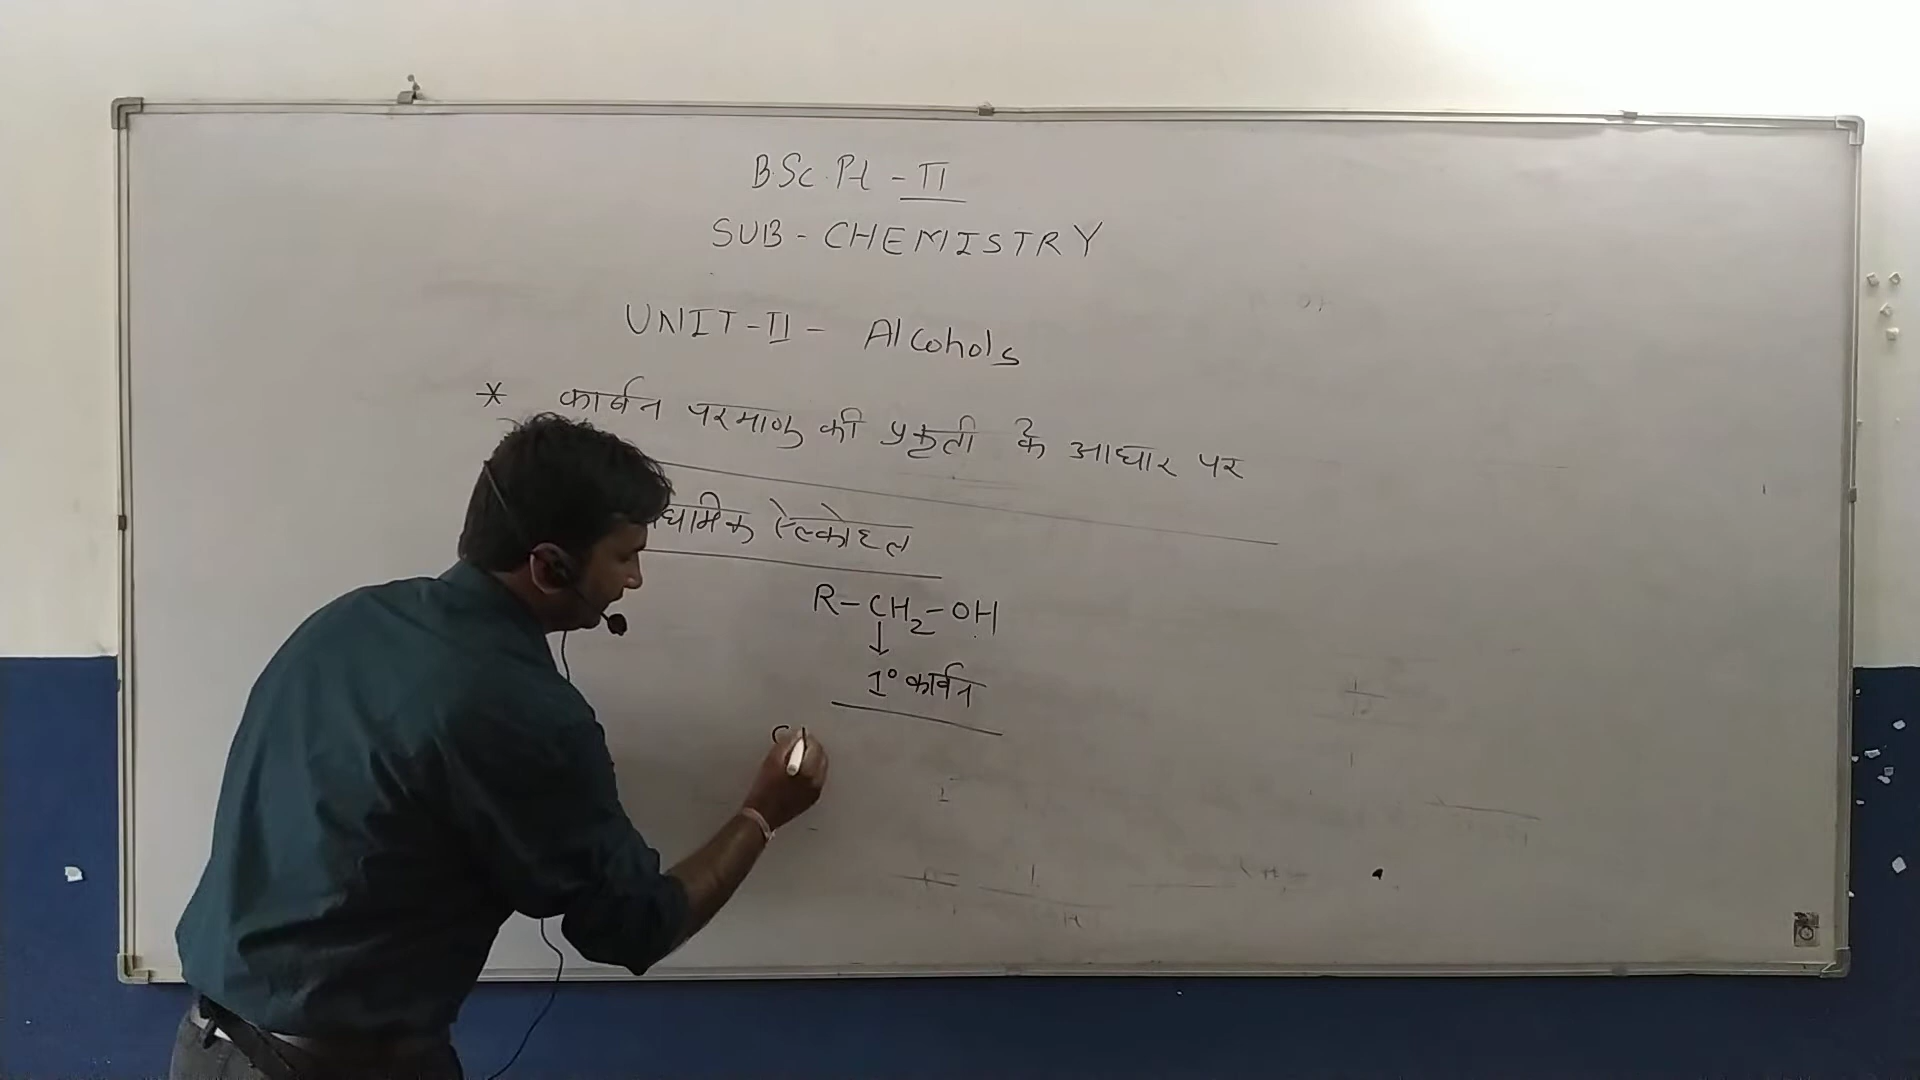 B.Sc. Pt - II
SUB - CHEMISTRY
UNIT-II - Alcohols
* कार्बन परमाणु की प्रकृती के आधार पर
ऐल्कोहल
R-CH2-OH
↓
1° कार्बन
C